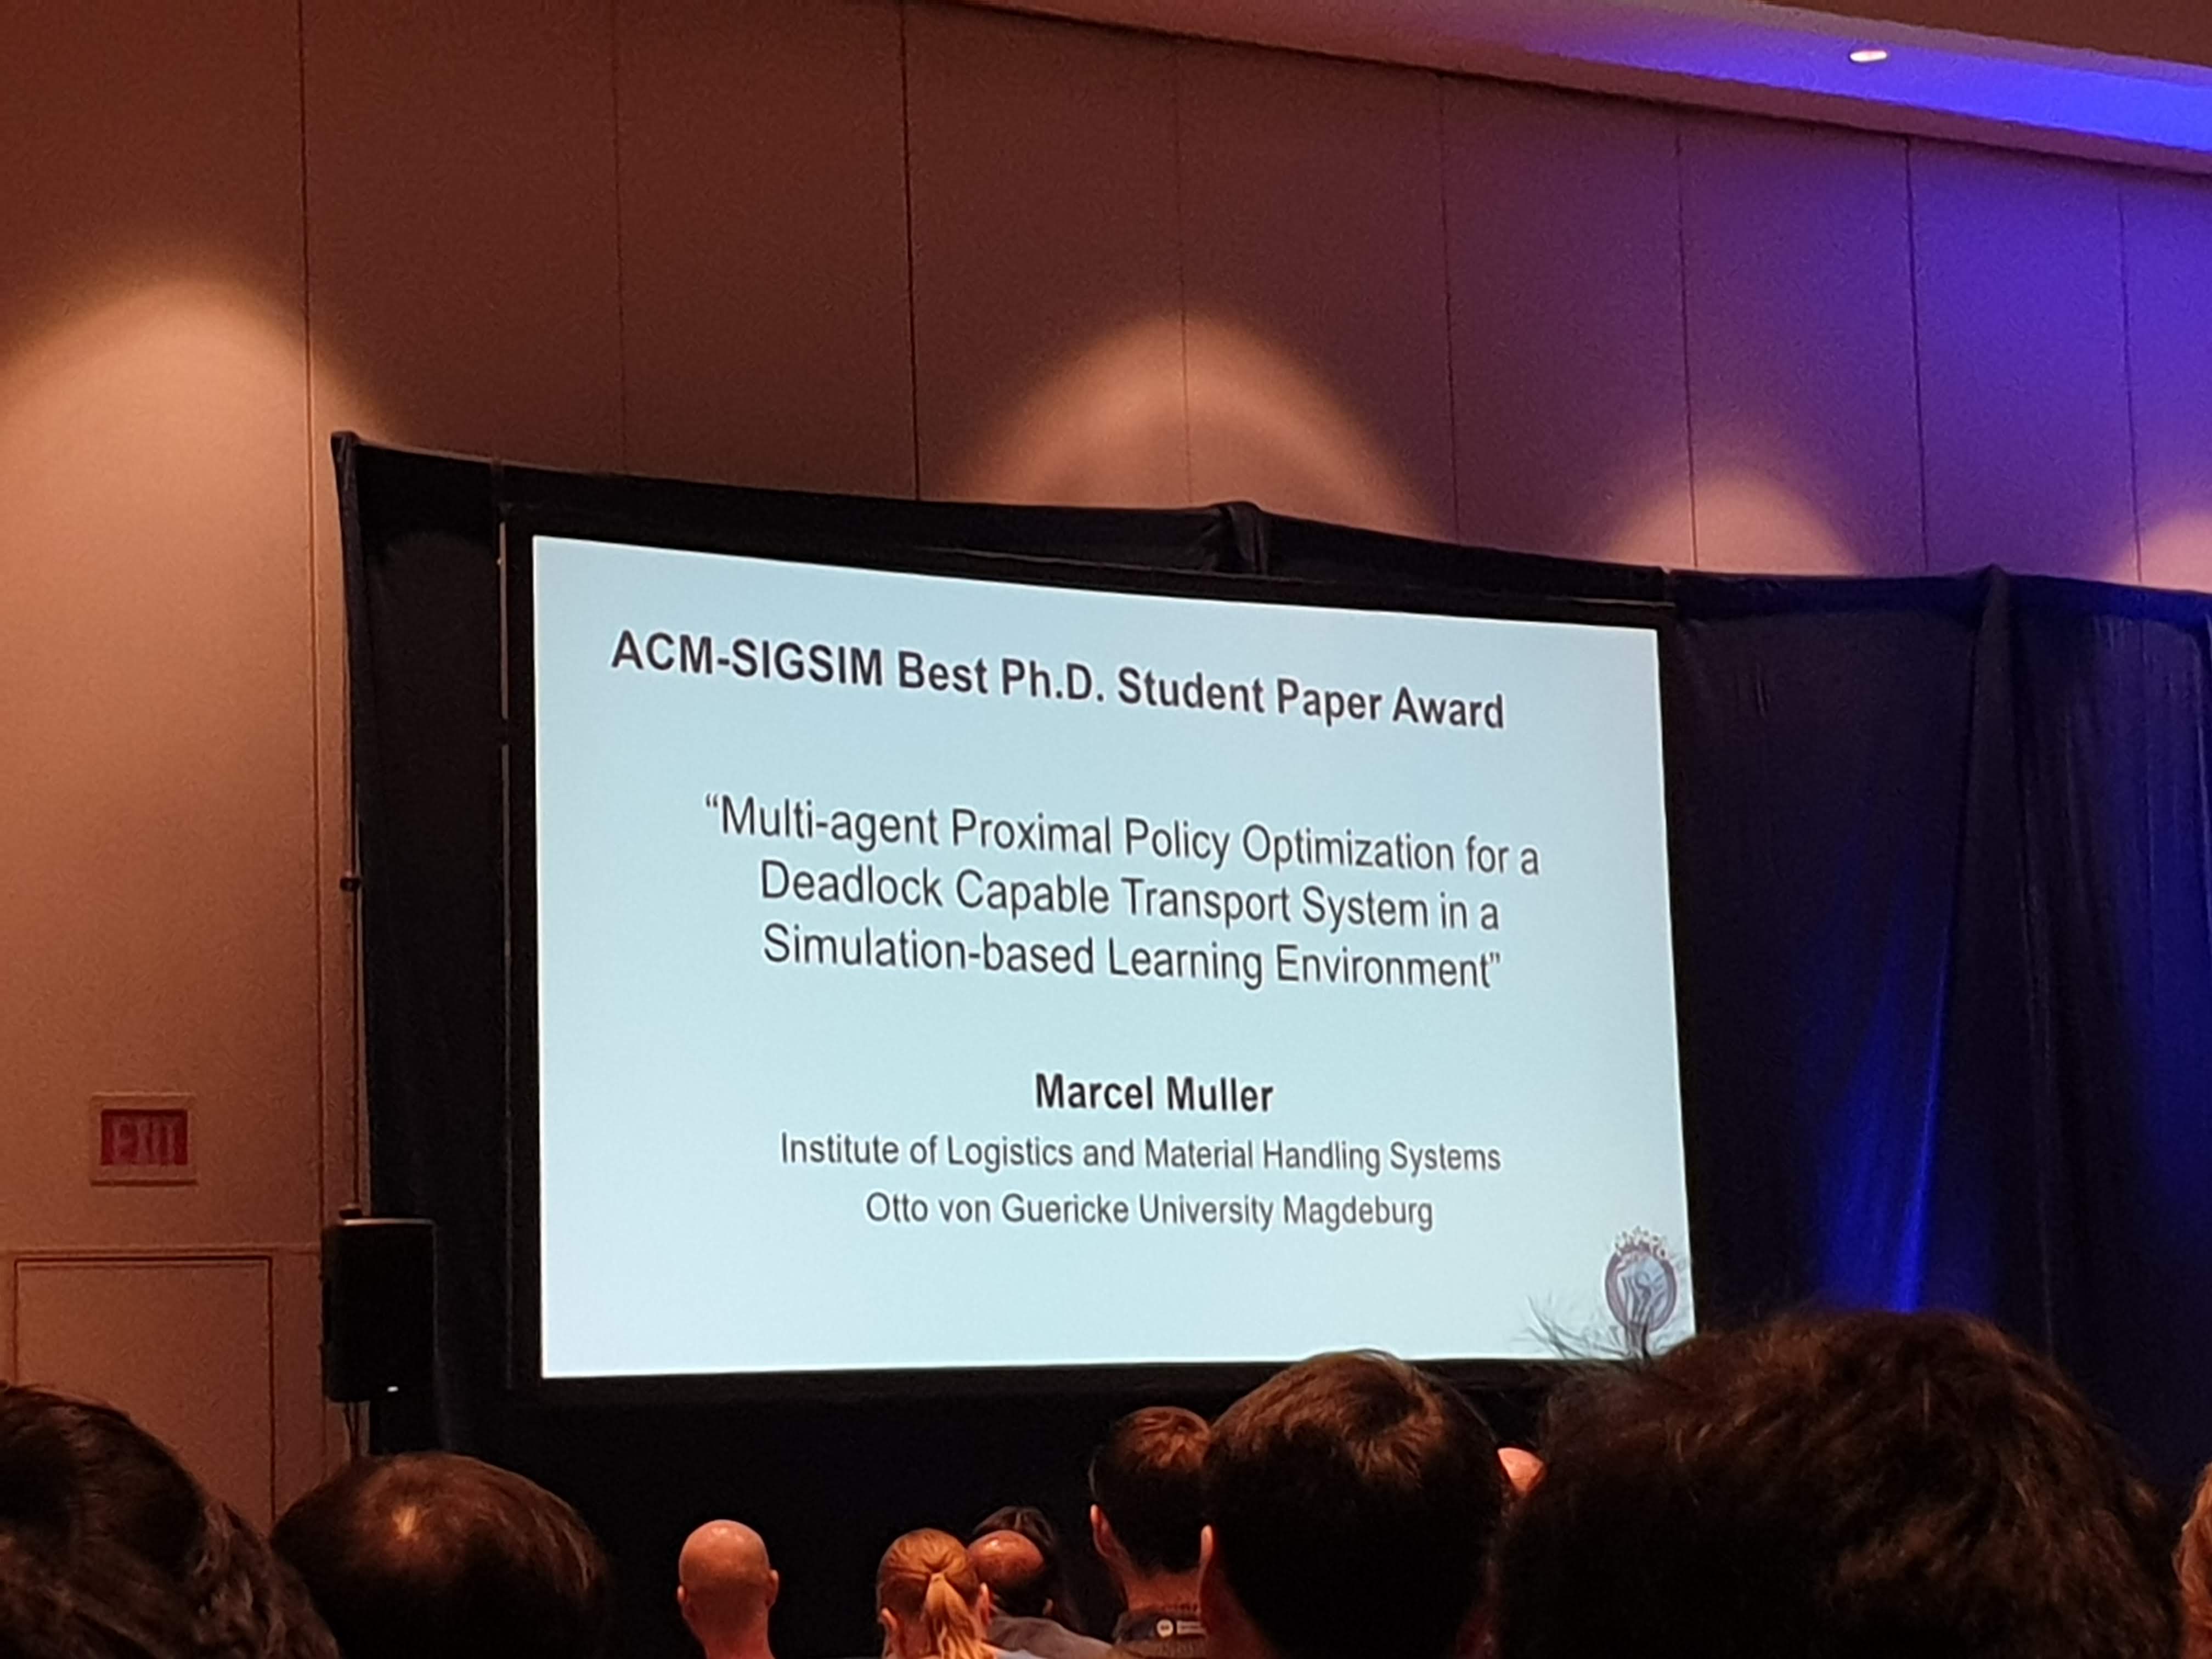 ACM-SIGSIM Best Ph.D. Student Paper Award
“Multi-agent Proximal Policy Optimization for a
Deadlock Capable Transport System in a
Simulation-based Learning Environment”
Marcel Muller
Institute of Logistics and Material Handling Systems
Otto von Guericke University Magdeburg
EXIT